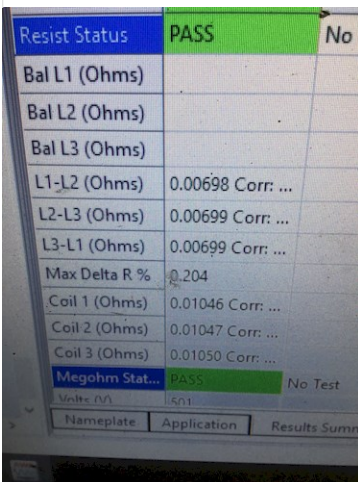 Resist Status PASS No
Bal L1 (Ohms)
Bal L2 (Ohms)
Bal L3 (Ohms)
L1-L2 (Ohms) 0.00698 Corr: ...
L2-L3 (Ohms) 0.00699 Corr: ...
L3-L1 (Ohms) 0.00699 Corr: ...
Max Delta R % 0.204
Coil 1 (Ohms) 0.01046 Corr: ...
Coil 2 (Ohms) 0.01047 Corr: ...
Coil 3 (Ohms) 0.01050 Corr: ...
Megohm Stat... PASS No Test
Volts (V) 501
Nameplate Application Results Summ